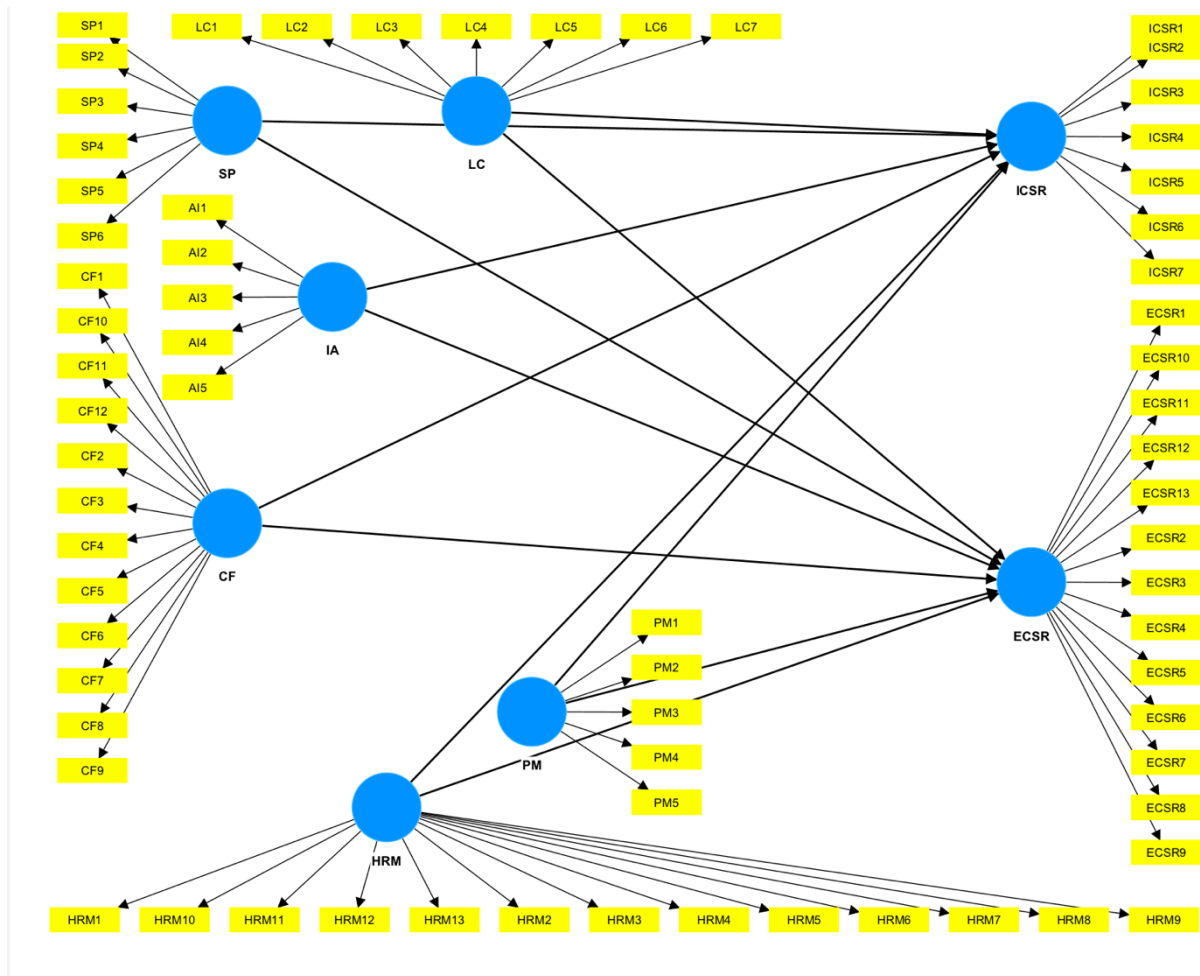 SP1
SP2
SP3
SP4
SP5
SP6
SP
LC1
LC2
LC3
LC4
LC5
LC6
LC7
LC
ICSR1
ICSR2
ICSR3
ICSR4
ICSR5
ICSR6
ICSR7
ICSR
AI1
AI2
AI3
AI4
AI5
IA
CF1
CF10
CF11
CF12
CF2
CF3
CF4
CF5
CF6
CF7
CF8
CF9
CF
ECSR1
ECSR10
ECSR11
ECSR12
ECSR13
ECSR2
ECSR3
ECSR4
ECSR5
ECSR6
ECSR7
ECSR8
ECSR9
ECSR
PM1
PM2
PM3
PM4
PM5
PM
HRM
HRM1
HRM10
HRM11
HRM12
HRM13
HRM2
HRM3
HRM4
HRM5
HRM6
HRM7
HRM8
HRM9